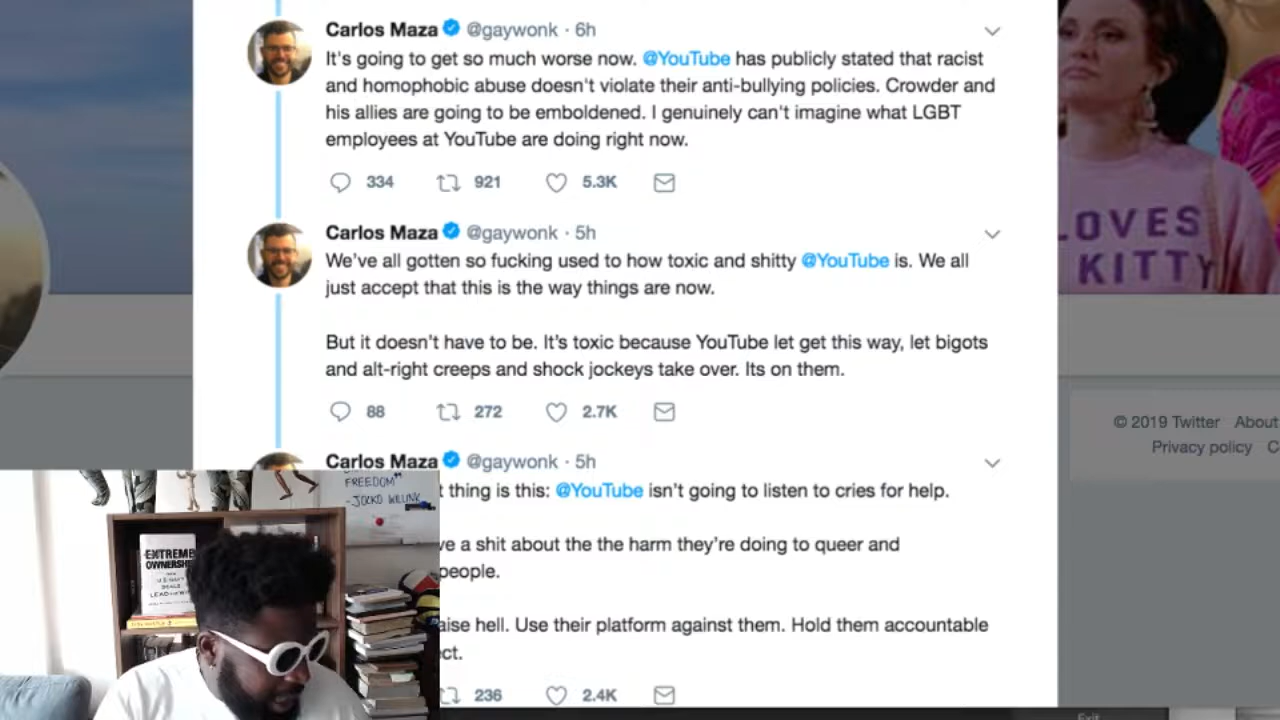 Carlos Maza @gaywonk · 6h
It's going to get so much worse now. @YouTube has publicly stated that racist
and homophobic abuse doesn't violate their anti-bullying policies. Crowder and
his allies are going to be emboldened. I genuinely can't imagine what LGBT
employees at YouTube are doing right now.
334 921 5.3K
Carlos Maza @gaywonk · 5h
We've all gotten so fucking used to how toxic and shitty @YouTube is. We all
just accept that this is the way things are now.
But it doesn't have to be. It's toxic because YouTube let get this way, let bigots
and alt-right creeps and shock jockeys take over. Its on them.
88 272 2.7K
Carlos Maza @gaywonk · 5h
t thing is this: @YouTube isn't going to listen to cries for help.
ve a shit about the the harm they're doing to queer and
people.
aise hell. Use their platform against them. Hold them accountable
ct.
236 2.4K
LOVES
KITTY
© 2019 Twitter About
Privacy policy C
FREEDOM"
-JOCKO WILLINK
EXTREME
OWNERSHIP
Exit